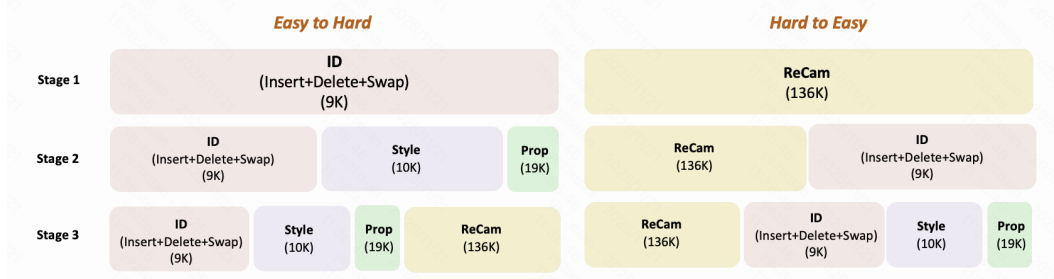 Easy to Hard
Hard to Easy
Stage 1
ID
(Insert+Delete+Swap)
(9K)
ReCam
(136K)
Stage 2
ID
(Insert+Delete+Swap)
(9K)
Style
(10K)
Prop
(19K)
ReCam
(136K)
ID
(Insert+Delete+Swap)
(9K)
Stage 3
ID
(Insert+Delete+Swap)
(9K)
Style
(10K)
Prop
(19K)
ReCam
(136K)
ReCam
(136K)
ID
(Insert+Delete+Swap)
(9K)
Style
(10K)
Prop
(19K)